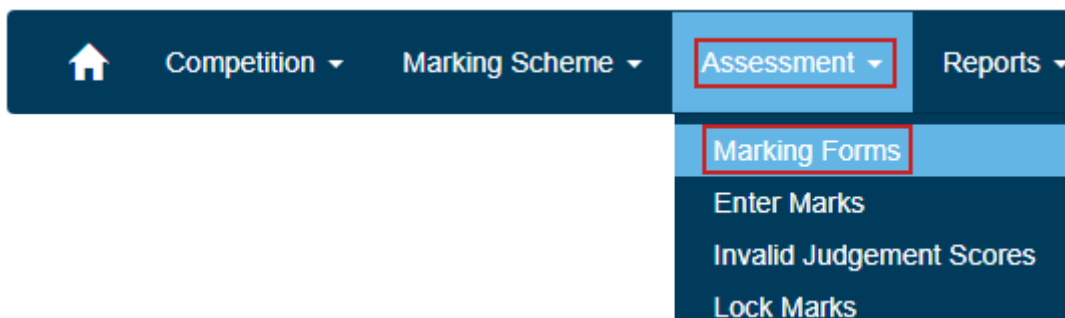 Competition Marking Scheme Assessment Reports
Marking Forms
Enter Marks
Invalid Judgement Scores
Lock Marks